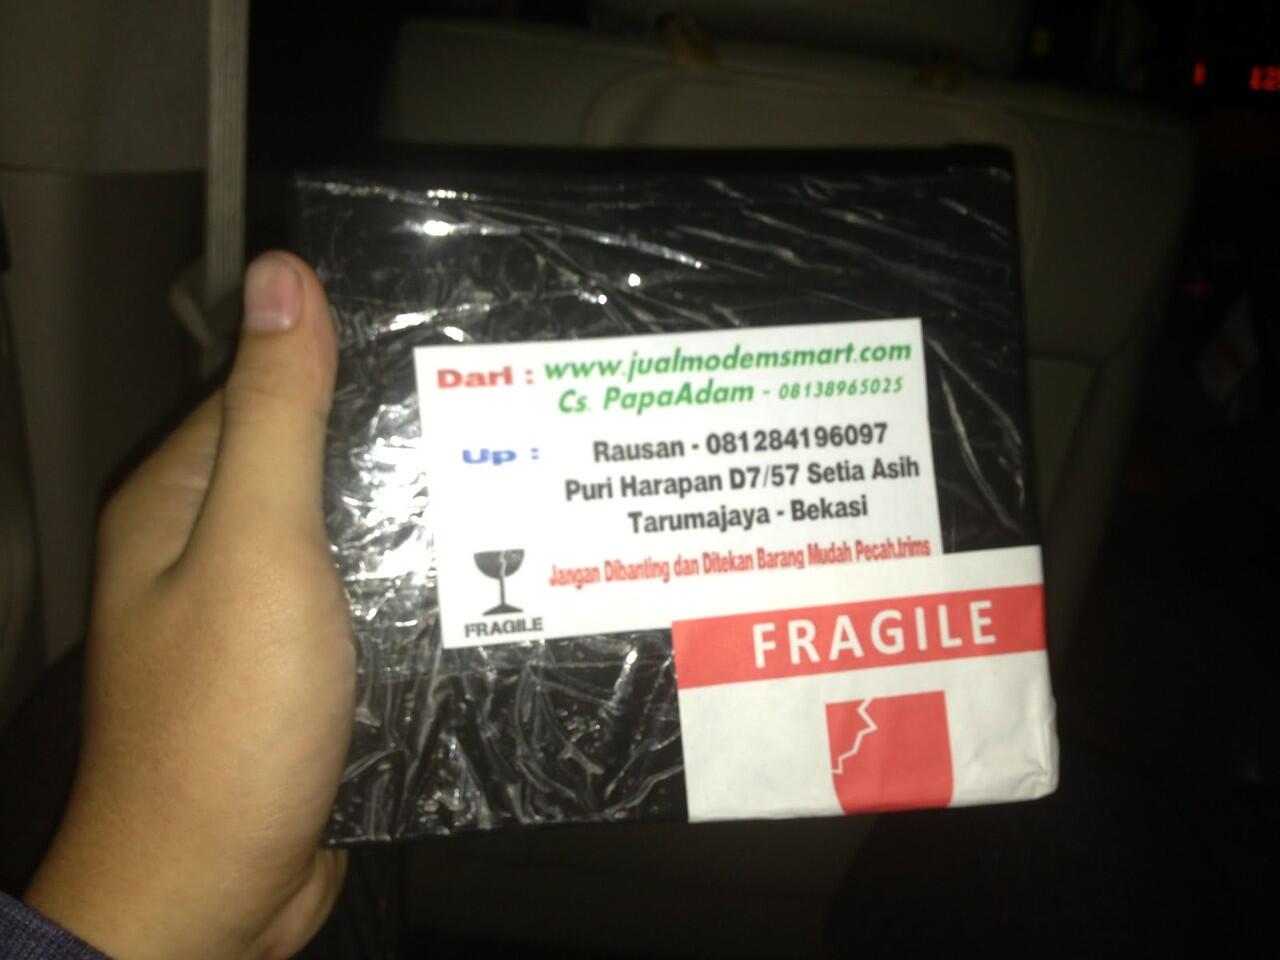 Dari : www.jualmodemsmart.com
Cs. PapaAdam - 08138965025
Up : Rausan - 081284196097
Puri Harapan D7/57 Setia Asih
Tarumajaya - Bekasi
Jangan Dibanting dan Ditekan Barang Mudah Pecah.trims
FRAGILE
FRAGILE